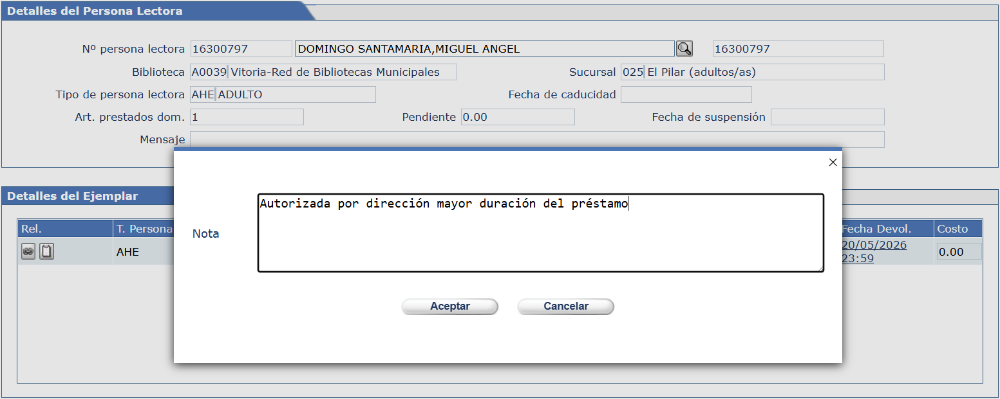 Detalles del Persona Lectora
Nº persona lectora 16300797 DOMINGO SANTAMARIA,MIGUEL ANGEL 16300797
Biblioteca A0039 Vitoria-Red de Bibliotecas Municipales Sucursal 025 El Pilar (adultos/as)
Tipo de persona lectora AHE ADULTO Fecha de caducidad
Art. prestados dom. 1 Pendiente 0.00 Fecha de suspensión
Mensaje
Detalles del Ejemplar
Nota
Autorizada por dirección mayor duración del préstamo
Aceptar Cancelar
Rel. T. Persona Fecha Devol. Costo
AHE 20/05/2026 0.00
23:59